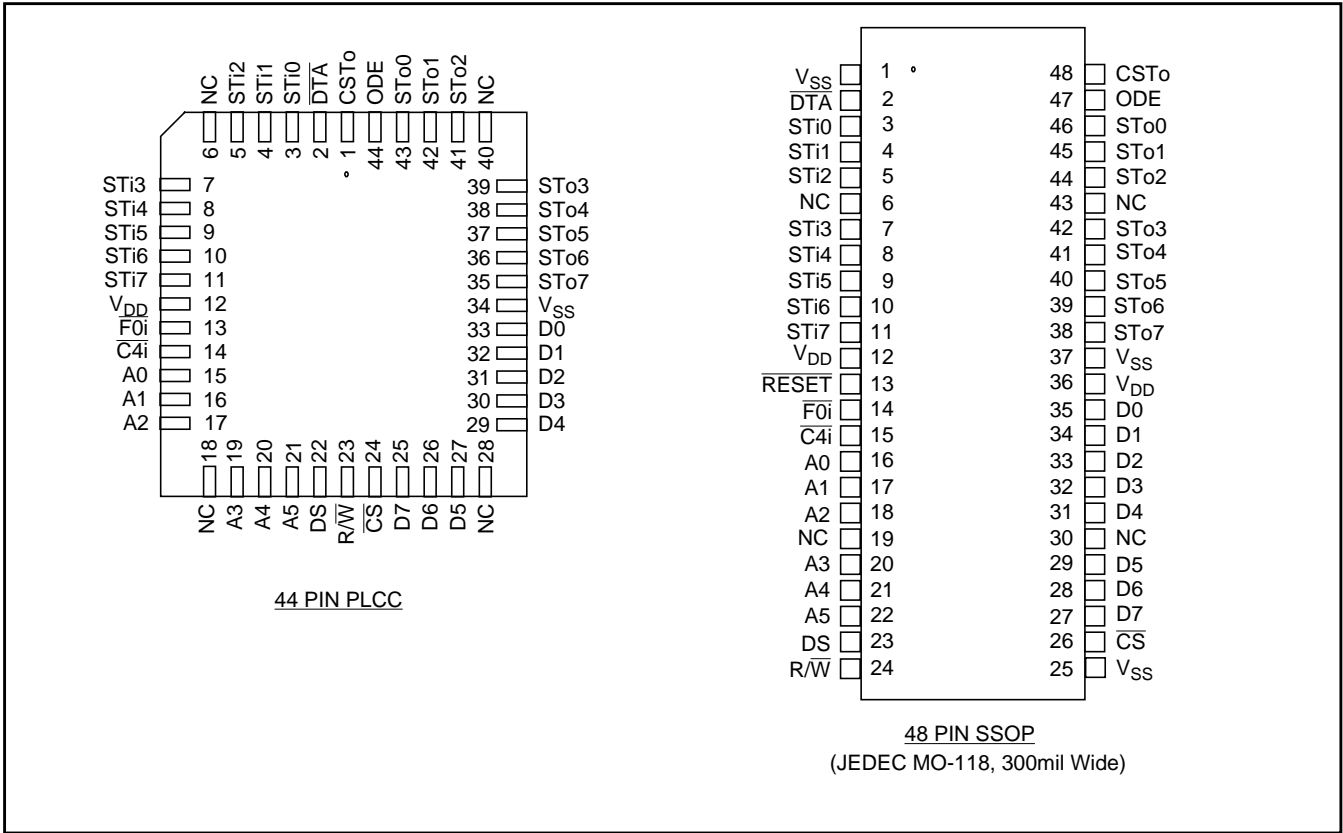 NC STi2 STi1 STi0 D̅T̅A̅ CSTo ODE STo0 STo1 STo2 NC
6 5 4 3 2 1 44 43 42 41 40
STi3 7 39 STo3
STi4 8 38 STo4
STi5 9 37 STo5
STi6 10 36 STo6
STi7 11 35 STo7
VDD 12 34 VSS
F̅0̅i̅ 13 33 D0
C̅4̅i̅ 14 32 D1
A0 15 31 D2
A1 16 30 D3
A2 17 29 D4
18 19 20 21 22 23 24 25 26 27 28
NC A3 A4 A5 DS R/W̅ C̅S̅ D7 D6 D5 NC
44 PIN PLCC
VSS 1 48 CSTo
D̅T̅A̅ 2 47 ODE
STi0 3 46 STo0
STi1 4 45 STo1
STi2 5 44 STo2
NC 6 43 NC
STi3 7 42 STo3
STi4 8 41 STo4
STi5 9 40 STo5
STi6 10 39 STo6
STi7 11 38 STo7
VDD 12 37 VSS
R̅E̅S̅E̅T̅ 13 36 VDD
F̅0̅i̅ 14 35 D0
C̅4̅i̅ 15 34 D1
A0 16 33 D2
A1 17 32 D3
A2 18 31 D4
NC 19 30 NC
A3 20 29 D5
A4 21 28 D6
A5 22 27 D7
DS 23 26 C̅S̅
R/W̅ 24 25 VSS
48 PIN SSOP
(JEDEC MO-118, 300mil Wide)